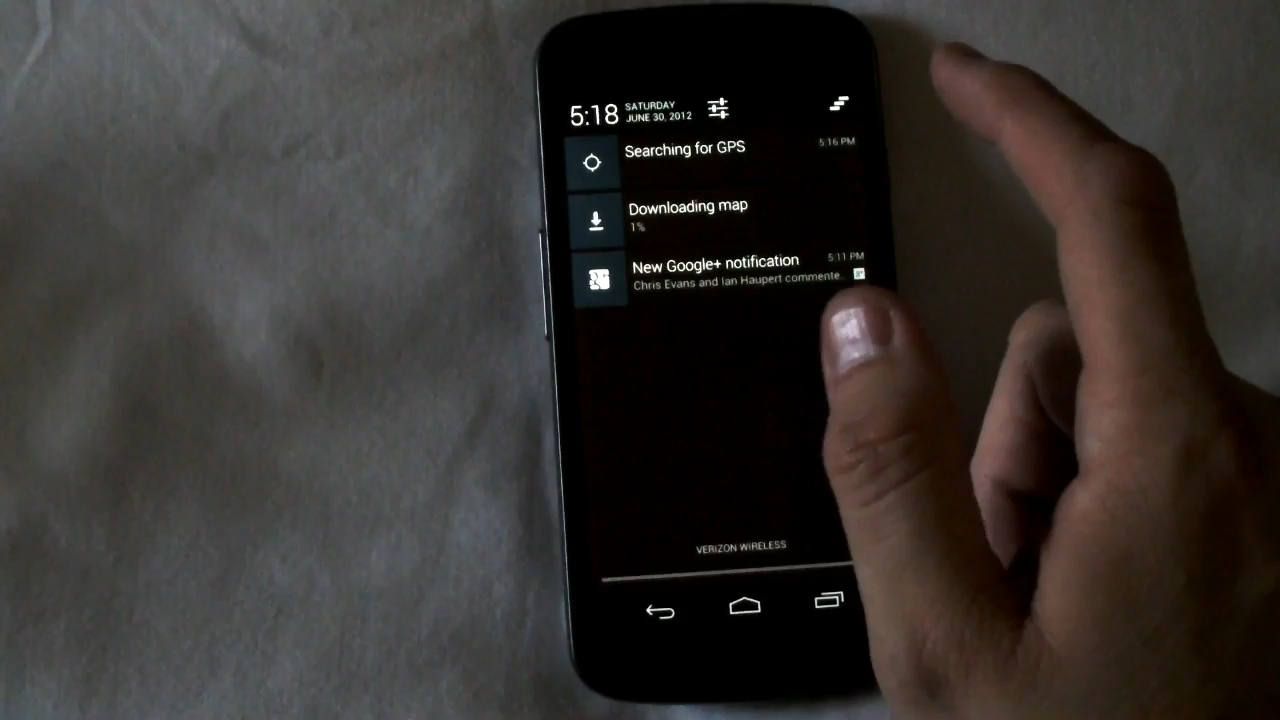 5:18 SATURDAY
JUNE 30, 2012
Searching for GPS 5:16 PM
Downloading map
1%
New Google+ notification 5:11 PM
Chris Evans and Ian Haupert commente..
VERIZON WIRELESS